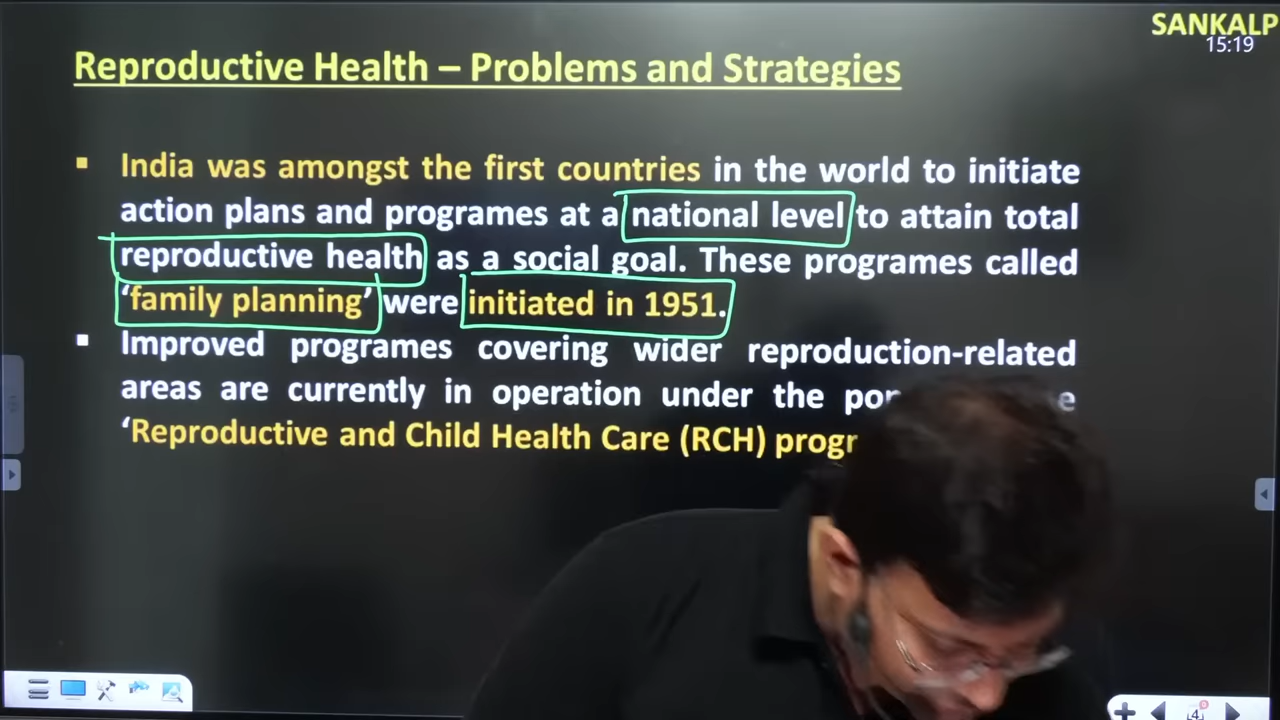 SANKALP
15:19
Reproductive Health – Problems and Strategies
▪ India was amongst the first countries in the world to initiate
action plans and programes at a national level to attain total
reproductive health as a social goal. These programes called
‘family planning’ were initiated in 1951.
▪ Improved programes covering wider reproduction-related
areas are currently in operation under the
‘Reproductive and Child Health Care (RCH)
4